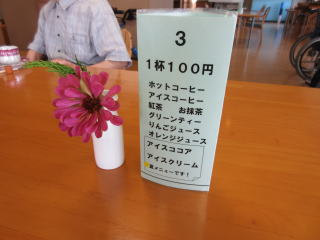 3
1杯100円
ホットコーヒー
アイスコーヒー
紅茶 お抹茶
グリーンティー
りんごジュース
オレンジジュース
アイスココア
アイスクリーム
夏メニューです!